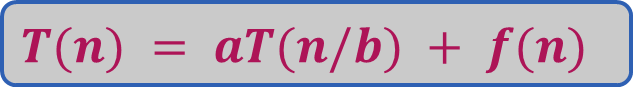 T(n) = aT(n/b) + f(n)